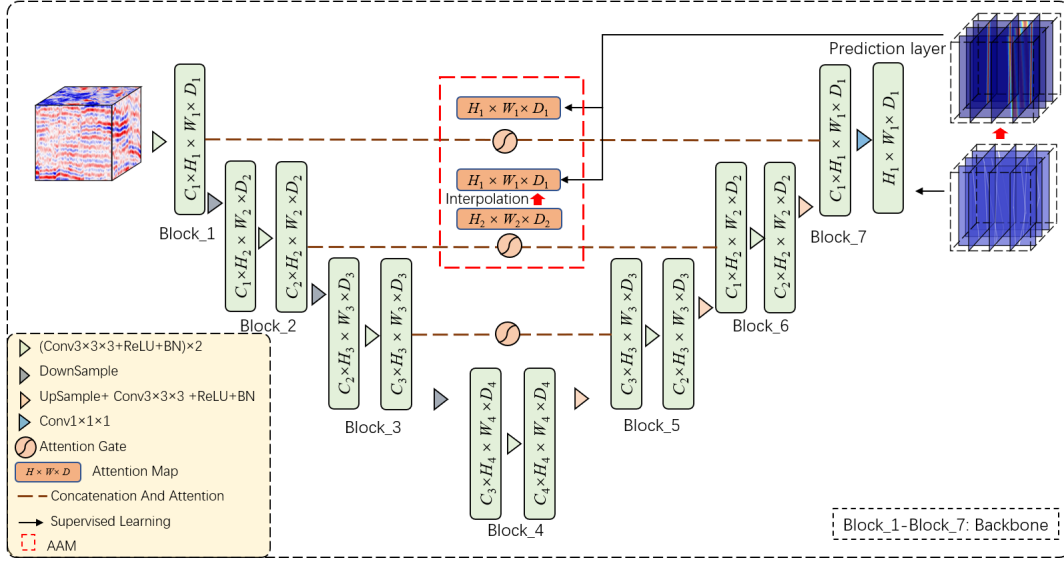 Prediction layer
C₁×H₁×W₁×D₁
H₁×W₁×D₁
C₁×H₁×W₁×D₁
H₁×W₁×D₁
H₁×W₁×D₁
Interpolation
H₂×W₂×D₂
Block_1
C₁×H₂×W₂×D₂
C₂×H₂×W₂×D₂
C₁×H₂×W₂×D₂
C₂×H₂×W₂×D₂
Block_7
Block_2
C₂×H₃×W₃×D₃
C₃×H₃×W₃×D₃
C₃×H₃×W₃×D₃
C₂×H₃×W₃×D₃
Block_6
Block_3
C₃×H₄×W₄×D₄
C₄×H₄×W₄×D₄
Block_5
Block_4
(Conv3×3×3+ReLU+BN)×2
DownSample
UpSample+ Conv3×3×3 +ReLU+BN
Conv1×1×1
Attention Gate
H×W×D Attention Map
Concatenation And Attention
Supervised Learning
AAM
Block_1-Block_7: Backbone